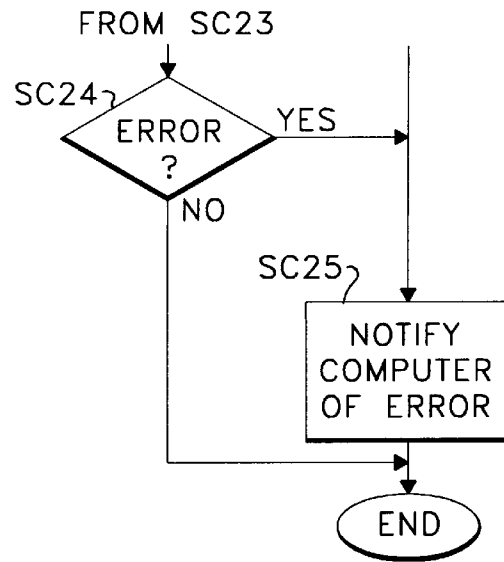 FROM SC23
SC24
ERROR
?
YES
NO
SC25
NOTIFY
COMPUTER
OF ERROR
END